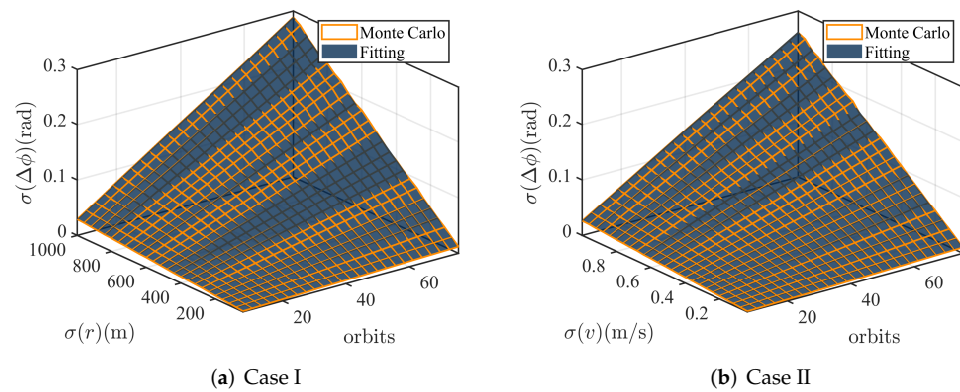 Monte Carlo
Fitting
0.3
0.2
0.1
0
σ(Δϕ)(rad)
1000
800
600
400
200
σ(r)(m)
20
40
60
orbits
(a) Case I
Monte Carlo
Fitting
0.3
0.2
0.1
0
σ(Δϕ)(rad)
0.8
0.6
0.4
0.2
σ(v)(m/s)
20
40
60
orbits
(b) Case II